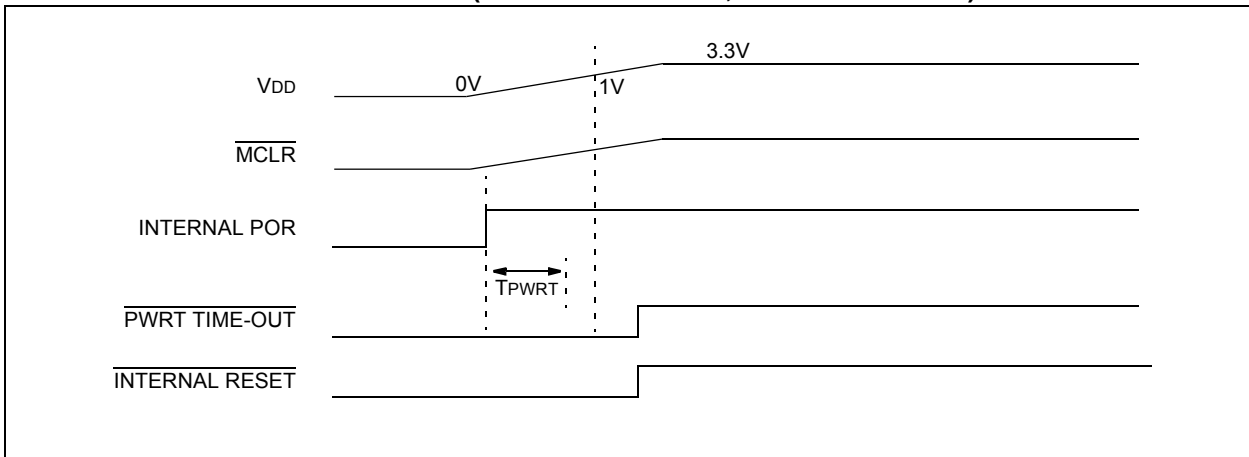 3.3V
VDD 0V 1V
MCLR
INTERNAL POR
TPWRT
PWRT TIME-OUT
INTERNAL RESET